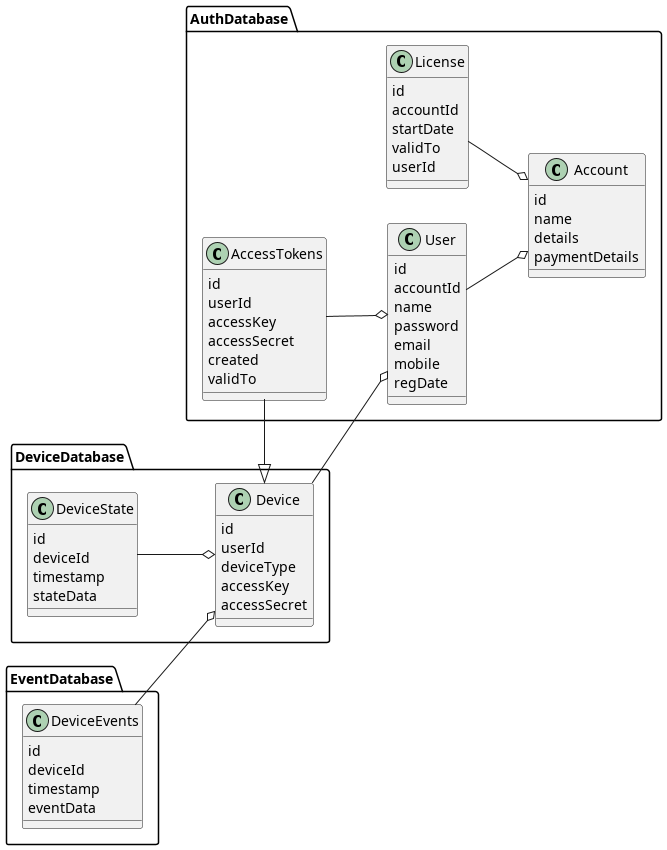 AuthDatabase
C License
id
accountId
startDate
validTo
userId
C Account
id
name
details
paymentDetails
C User
id
accountId
name
password
email
mobile
regDate
C AccessTokens
id
userId
accessKey
accessSecret
created
validTo
DeviceDatabase
C DeviceState
id
deviceId
timestamp
stateData
C Device
id
userId
deviceType
accessKey
accessSecret
EventDatabase
C DeviceEvents
id
deviceId
timestamp
eventData